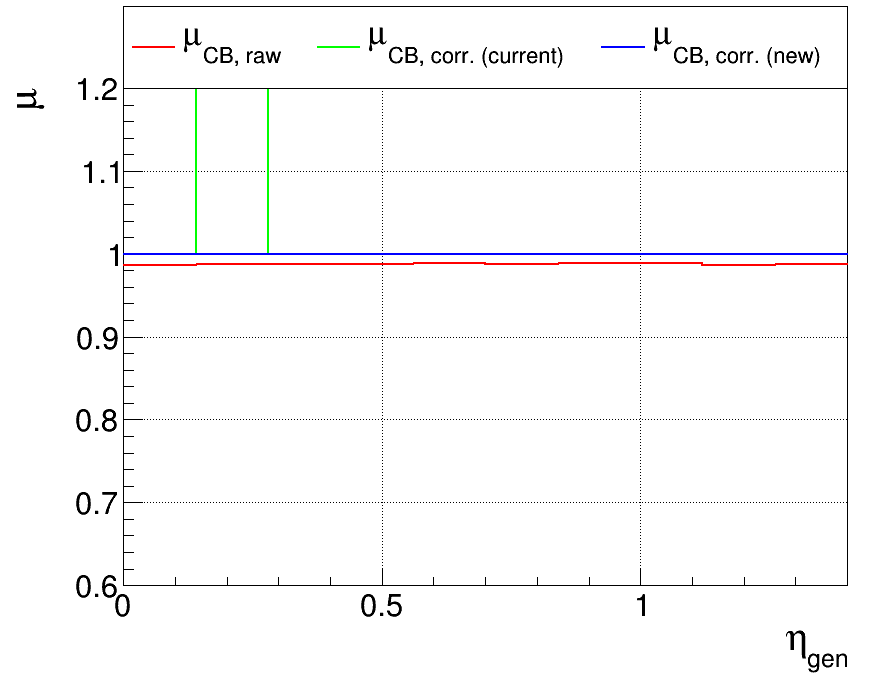 μCB, raw μCB, corr. (current) μCB, corr. (new)
μ
1.2
1.1
1
0.9
0.8
0.7
0.6
0 0.5 1
ηgen